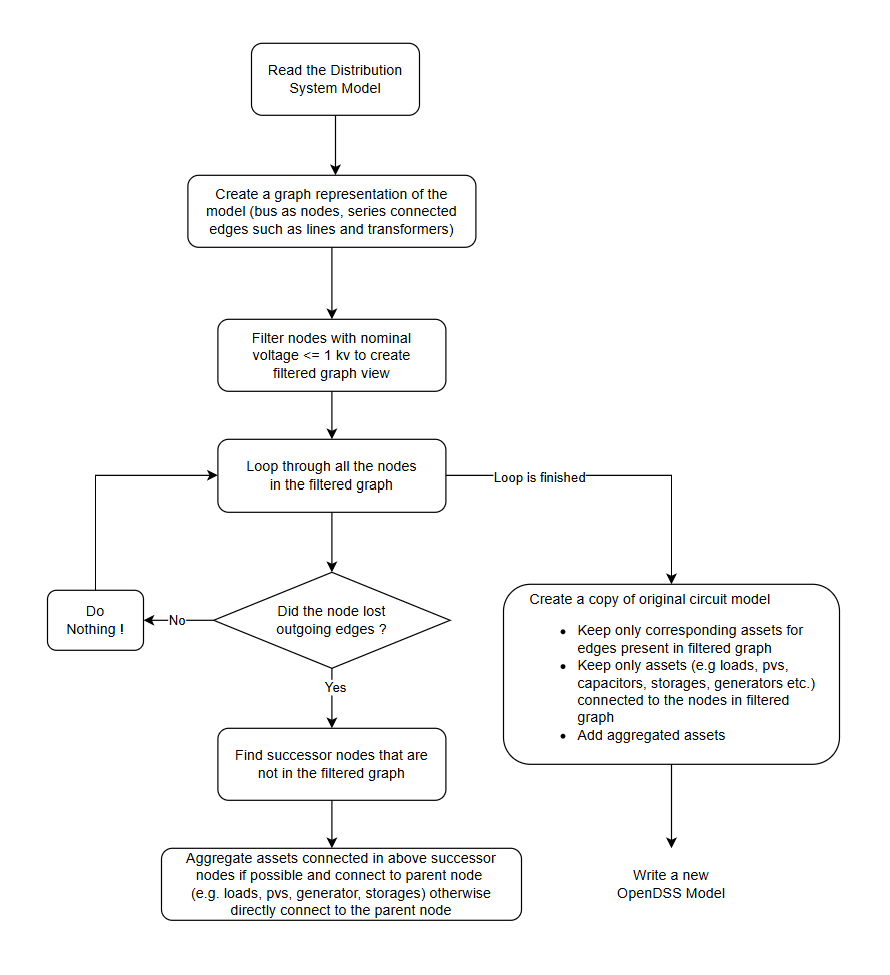 Read the Distribution
System Model
Create a graph representation of the
model (bus as nodes, series connected
edges such as lines and transformers)
Filter nodes with nominal
voltage <= 1 kv to create
filtered graph view
Loop through all the nodes
in the filtered graph
Loop is finished
Did the node lost
outgoing edges ?
No
Do
Nothing !
Yes
Find successor nodes that are
not in the filtered graph
Aggregate assets connected in above successor
nodes if possible and connect to parent node
(e.g. loads, pvs, generator, storages) otherwise
directly connect to the parent node
Create a copy of original circuit model
• Keep only corresponding assets for
edges present in filtered graph
• Keep only assets (e.g loads, pvs,
capacitors, storages, generators etc.)
connected to the nodes in filtered
graph
• Add aggregated assets
Write a new
OpenDSS Model